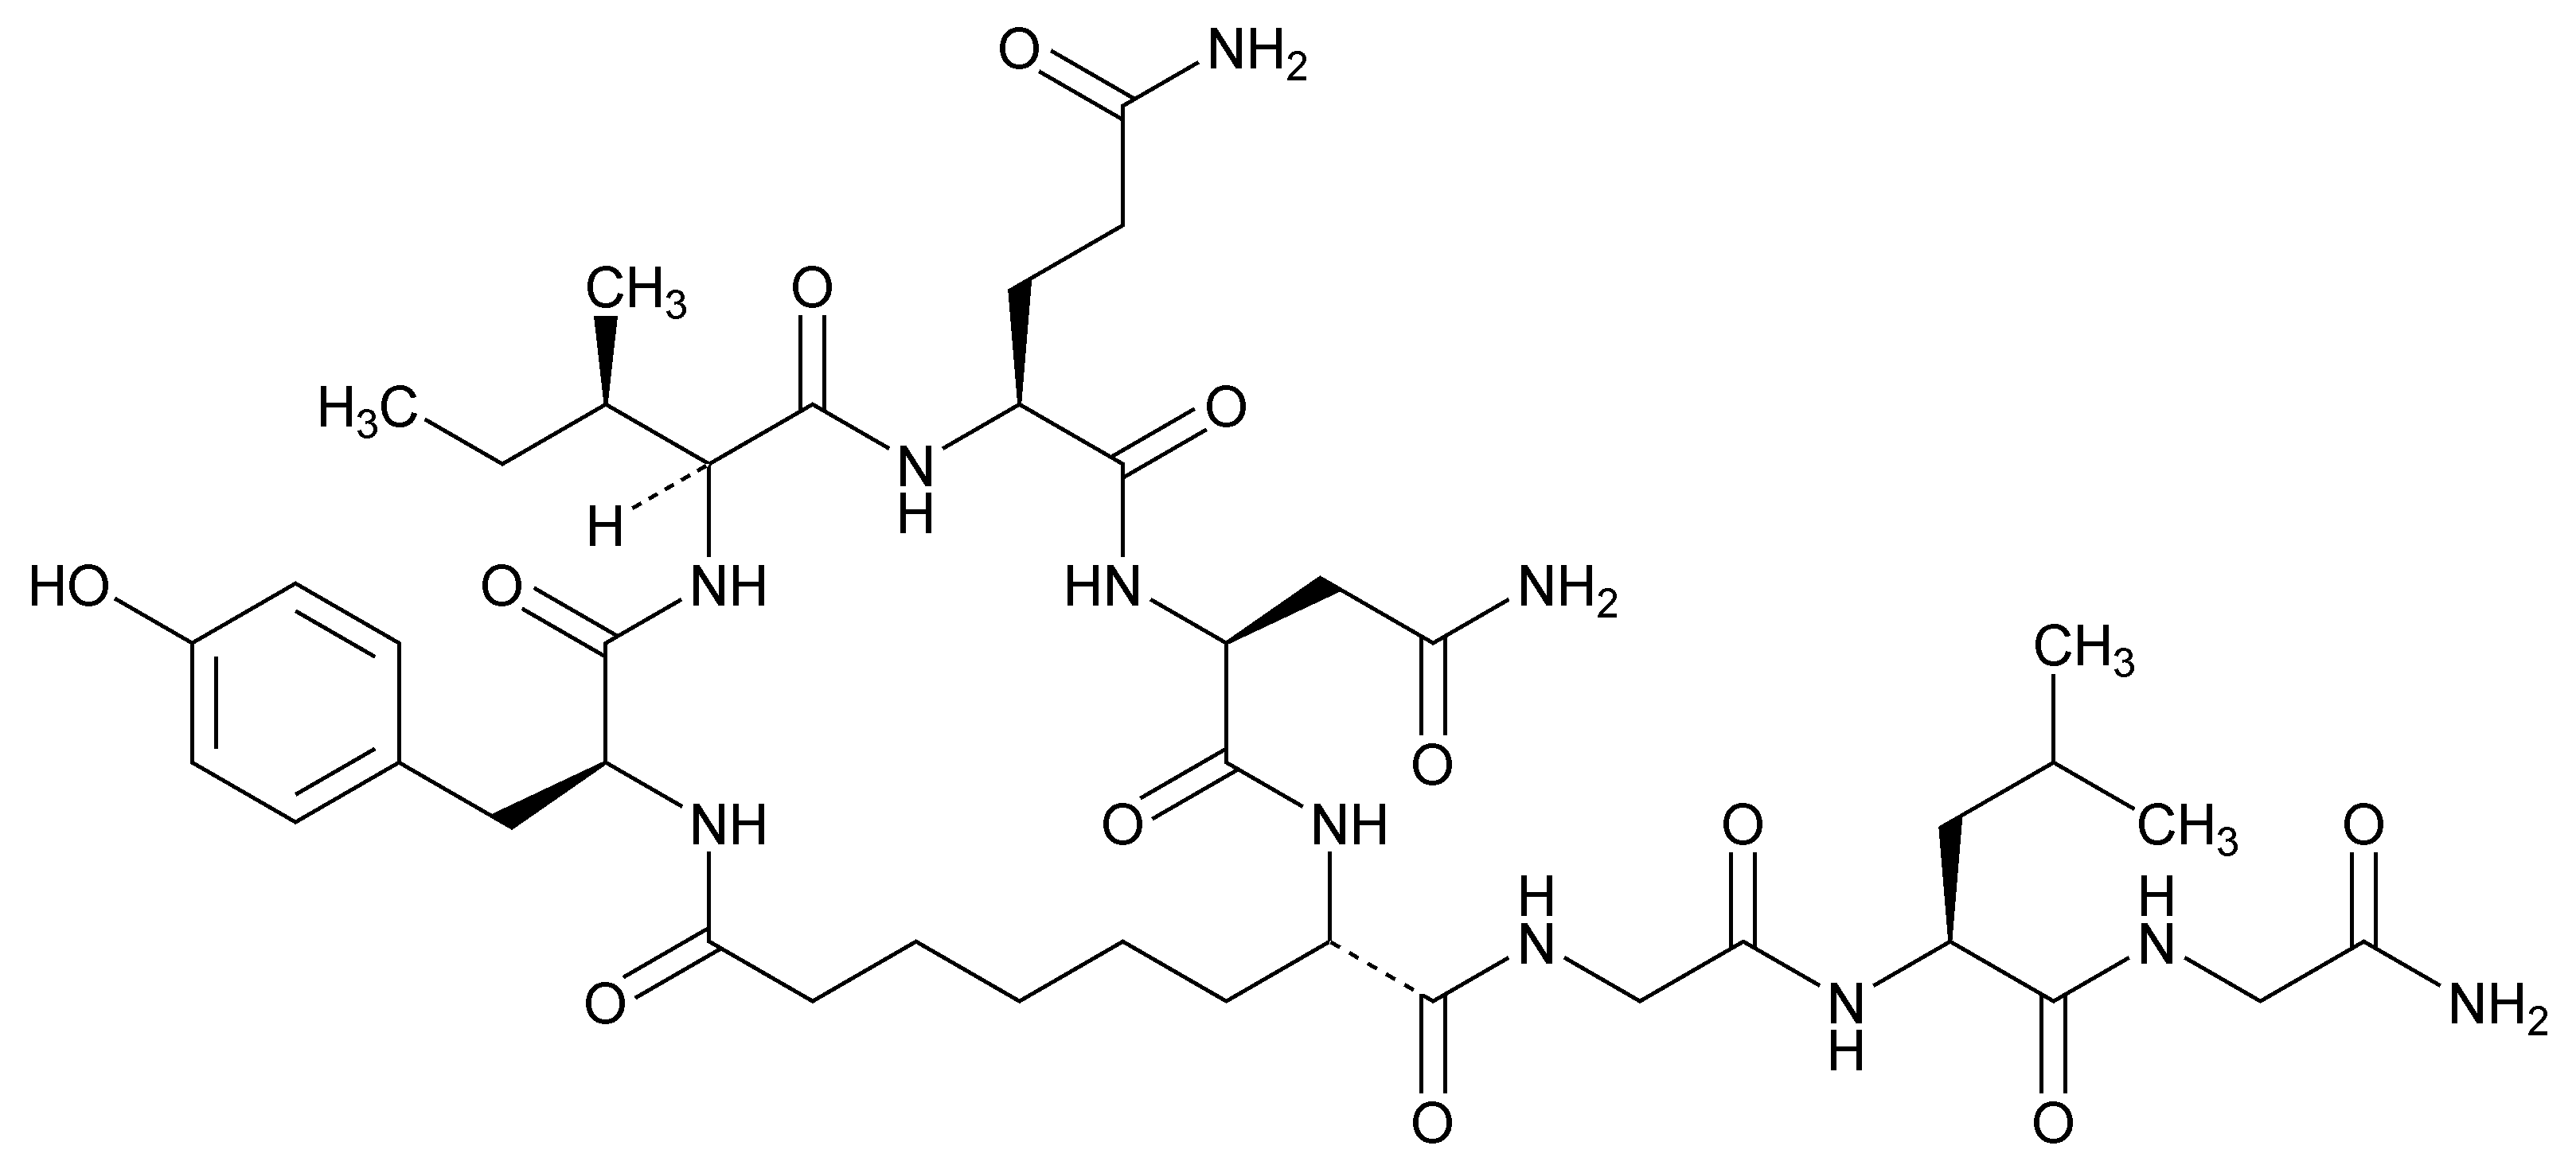 O NH2
CH3 O
H3C O
N
H
H
HO O NH HN NH2
CH3
O
NH O NH O CH3 O
H H
N N
O N NH2
H
O O